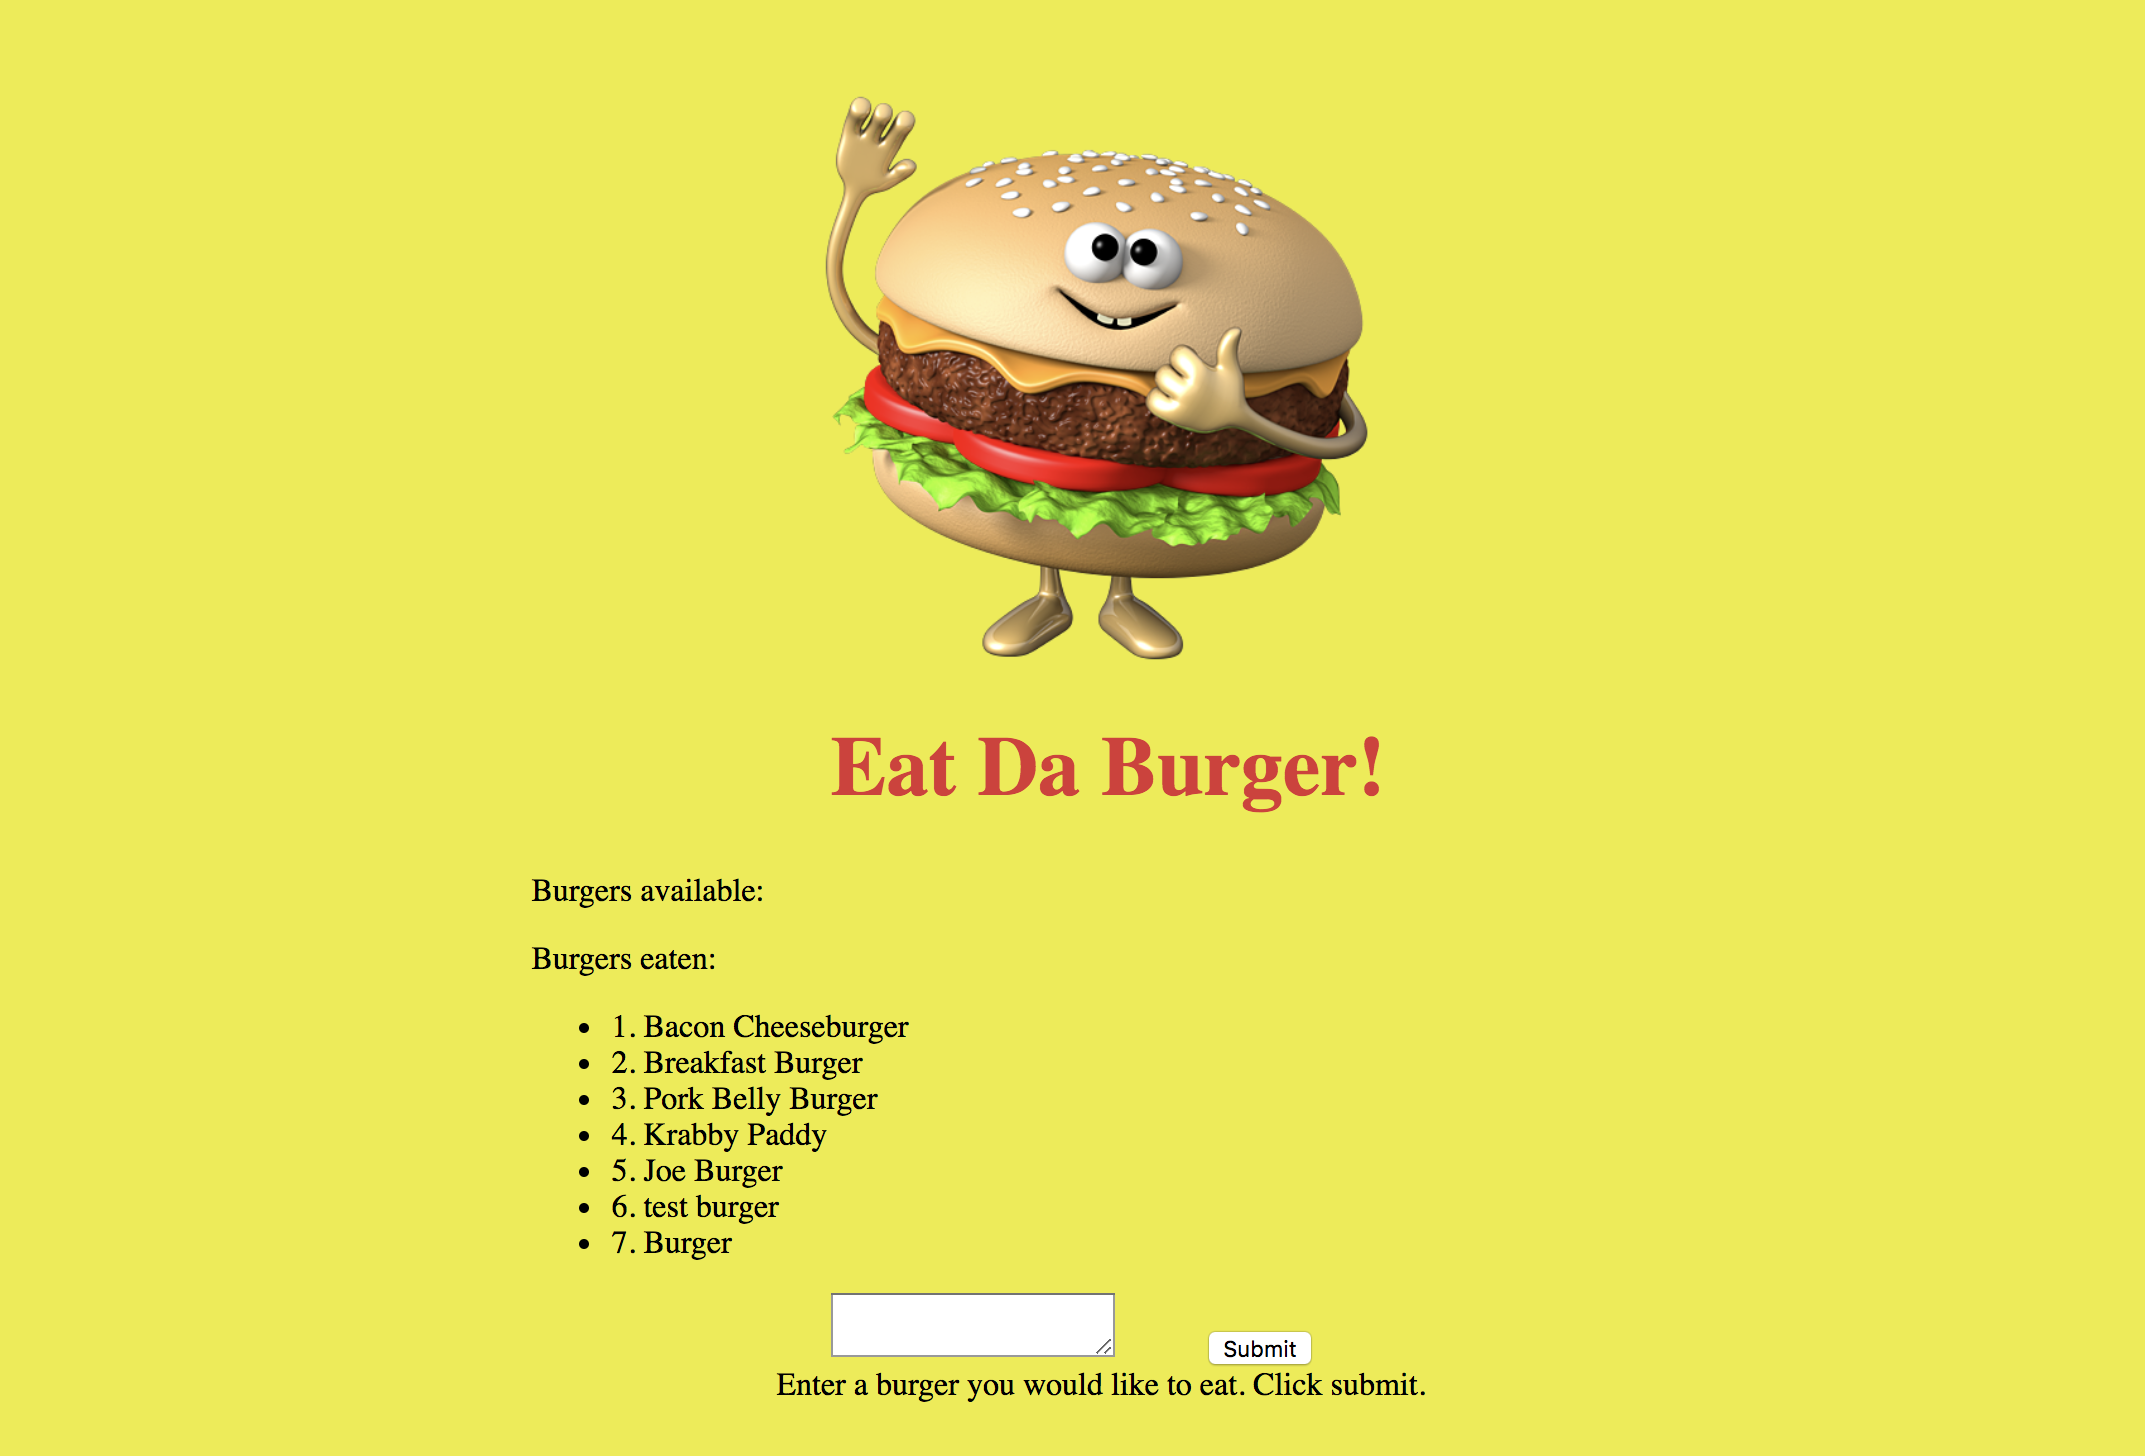 Eat Da Burger!
Burgers available:
Burgers eaten:
• 1. Bacon Cheeseburger
• 2. Breakfast Burger
• 3. Pork Belly Burger
• 4. Krabby Paddy
• 5. Joe Burger
• 6. test burger
• 7. Burger
Submit
Enter a burger you would like to eat. Click submit.